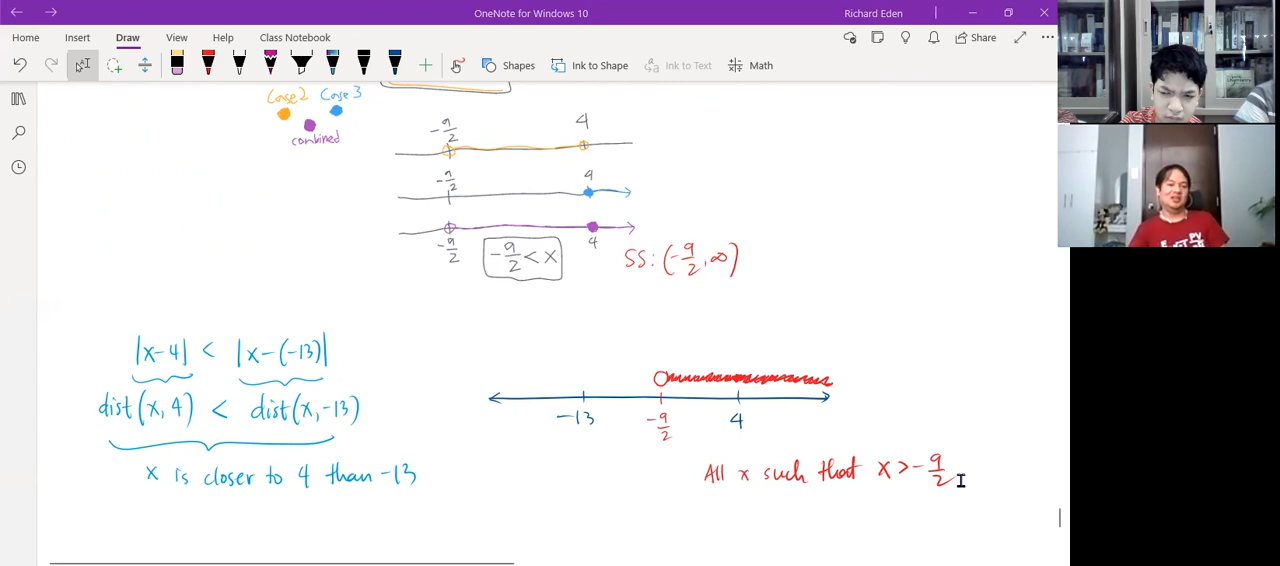 OneNote for Windows 10
Richard Eden
Home Insert Draw View Help Class Notebook
Share
Shapes Ink to Shape Ink to Text Math
Case 2 Case 3
combined
-9/2 4
-9/2 4
-9/2 4
-9/2 < x
SS: (-9/2, ∞)
|x-4| < |x-(-13)|
dist(x, 4) < dist(x, -13)
x is closer to 4 than -13
-13 -9/2 4
All x such that x > -9/2